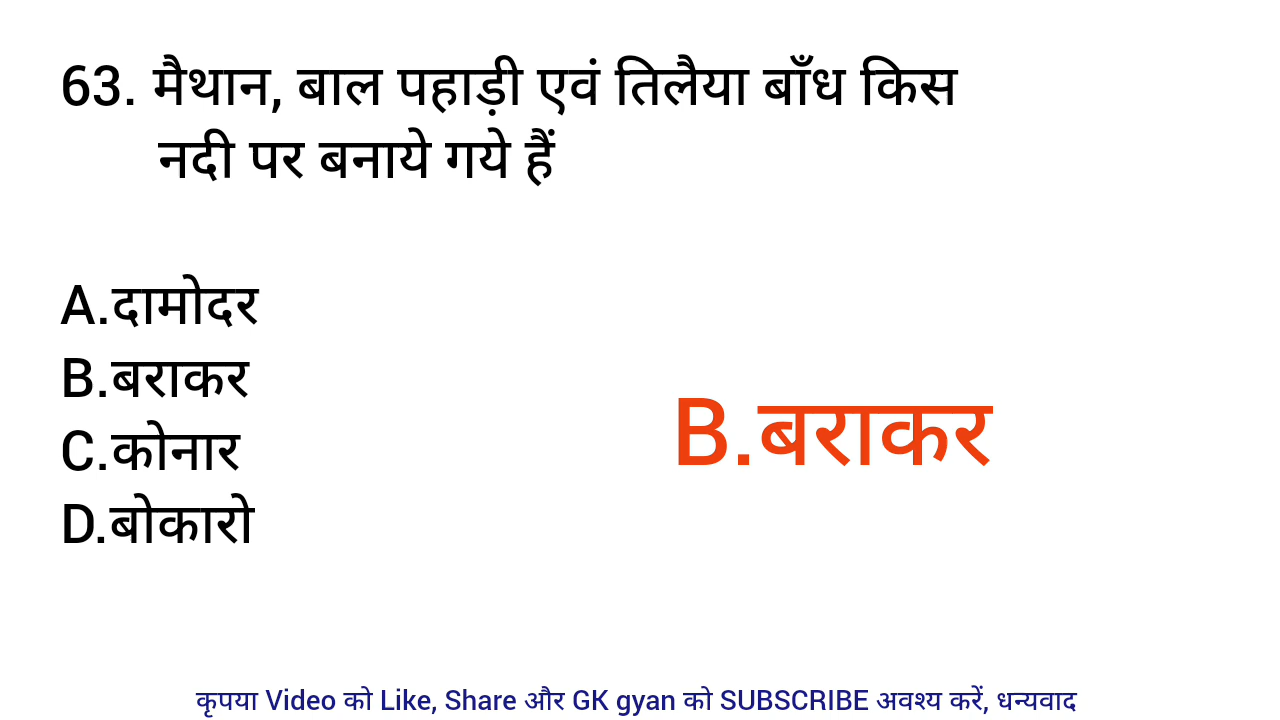 63. मैथान, बाल पहाड़ी एवं तिलैया बाँध किस
नदी पर बनाये गये हैं
A.दामोदर
B.बराकर
C.कोनार
D.बोकारो
B.बराकर
कृपया Video को Like, Share और GK gyan को SUBSCRIBE अवश्य करें, धन्यवाद